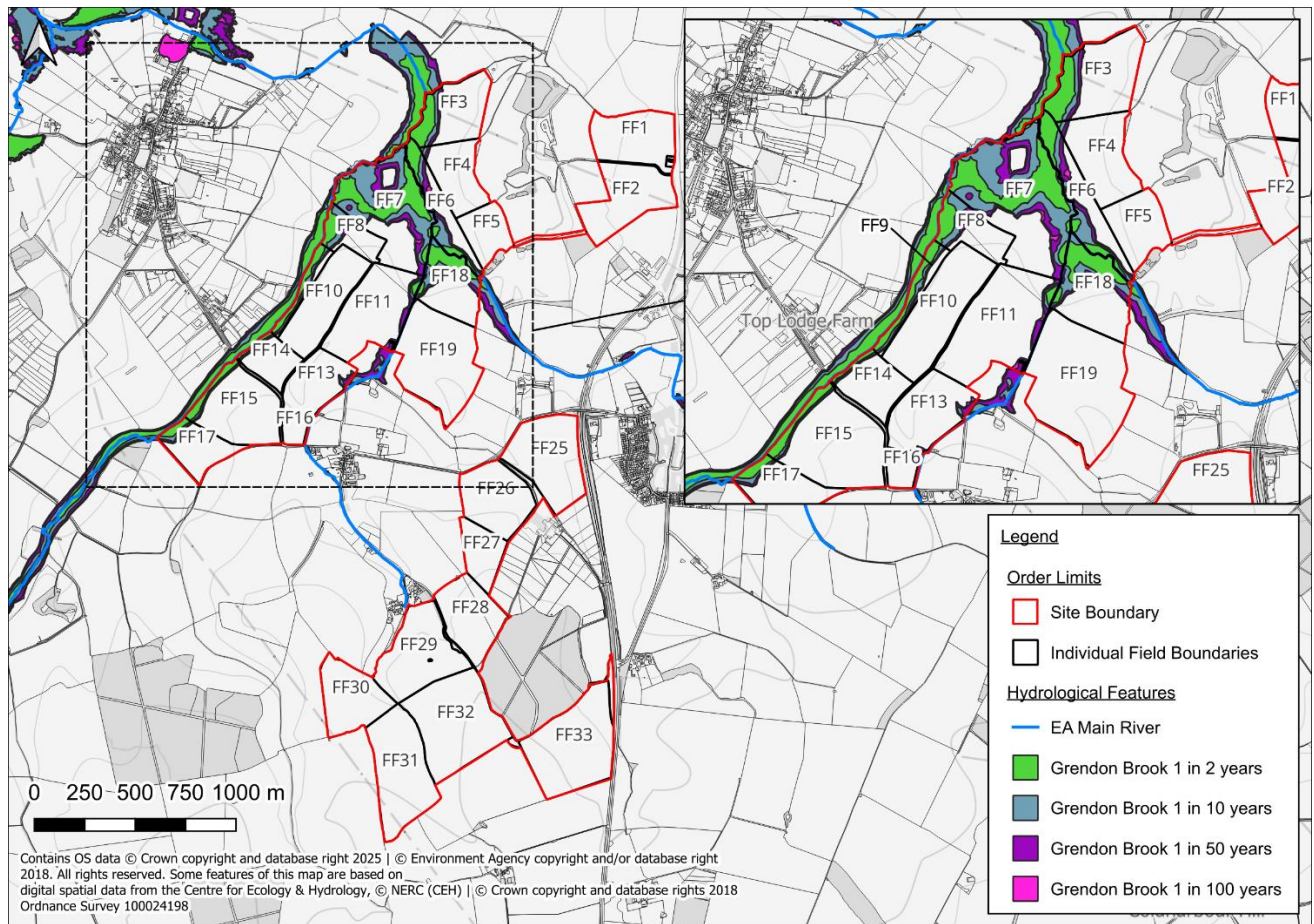 FF3
FF1
FF4
FF2
FF7
FF6
FF5
FF8
FF18
FF10
FF11
FF14
FF19
FF13
FF15
FF16
FF17
FF25
FF26
FF27
FF28
FF29
FF30
FF32
FF33
FF31
0 250 500 750 1000 m
Contains OS data © Crown copyright and database right 2025 | © Environment Agency copyright and/or database right
2018. All rights reserved. Some features of this map are based on
digital spatial data from the Centre for Ecology & Hydrology, © NERC (CEH) | © Crown copyright and database rights 2018
Ordnance Survey 100024198
FF3
FF1
FF4
FF7
FF6
FF2
FF5
FF9
FF8
FF18
FF10
FF11
Top Lodge Farm
FF14
FF19
FF13
FF15
FF16
FF17
FF25
Legend
Order Limits
Site Boundary
Individual Field Boundaries
Hydrological Features
EA Main River
Grendon Brook 1 in 2 years
Grendon Brook 1 in 10 years
Grendon Brook 1 in 50 years
Grendon Brook 1 in 100 years